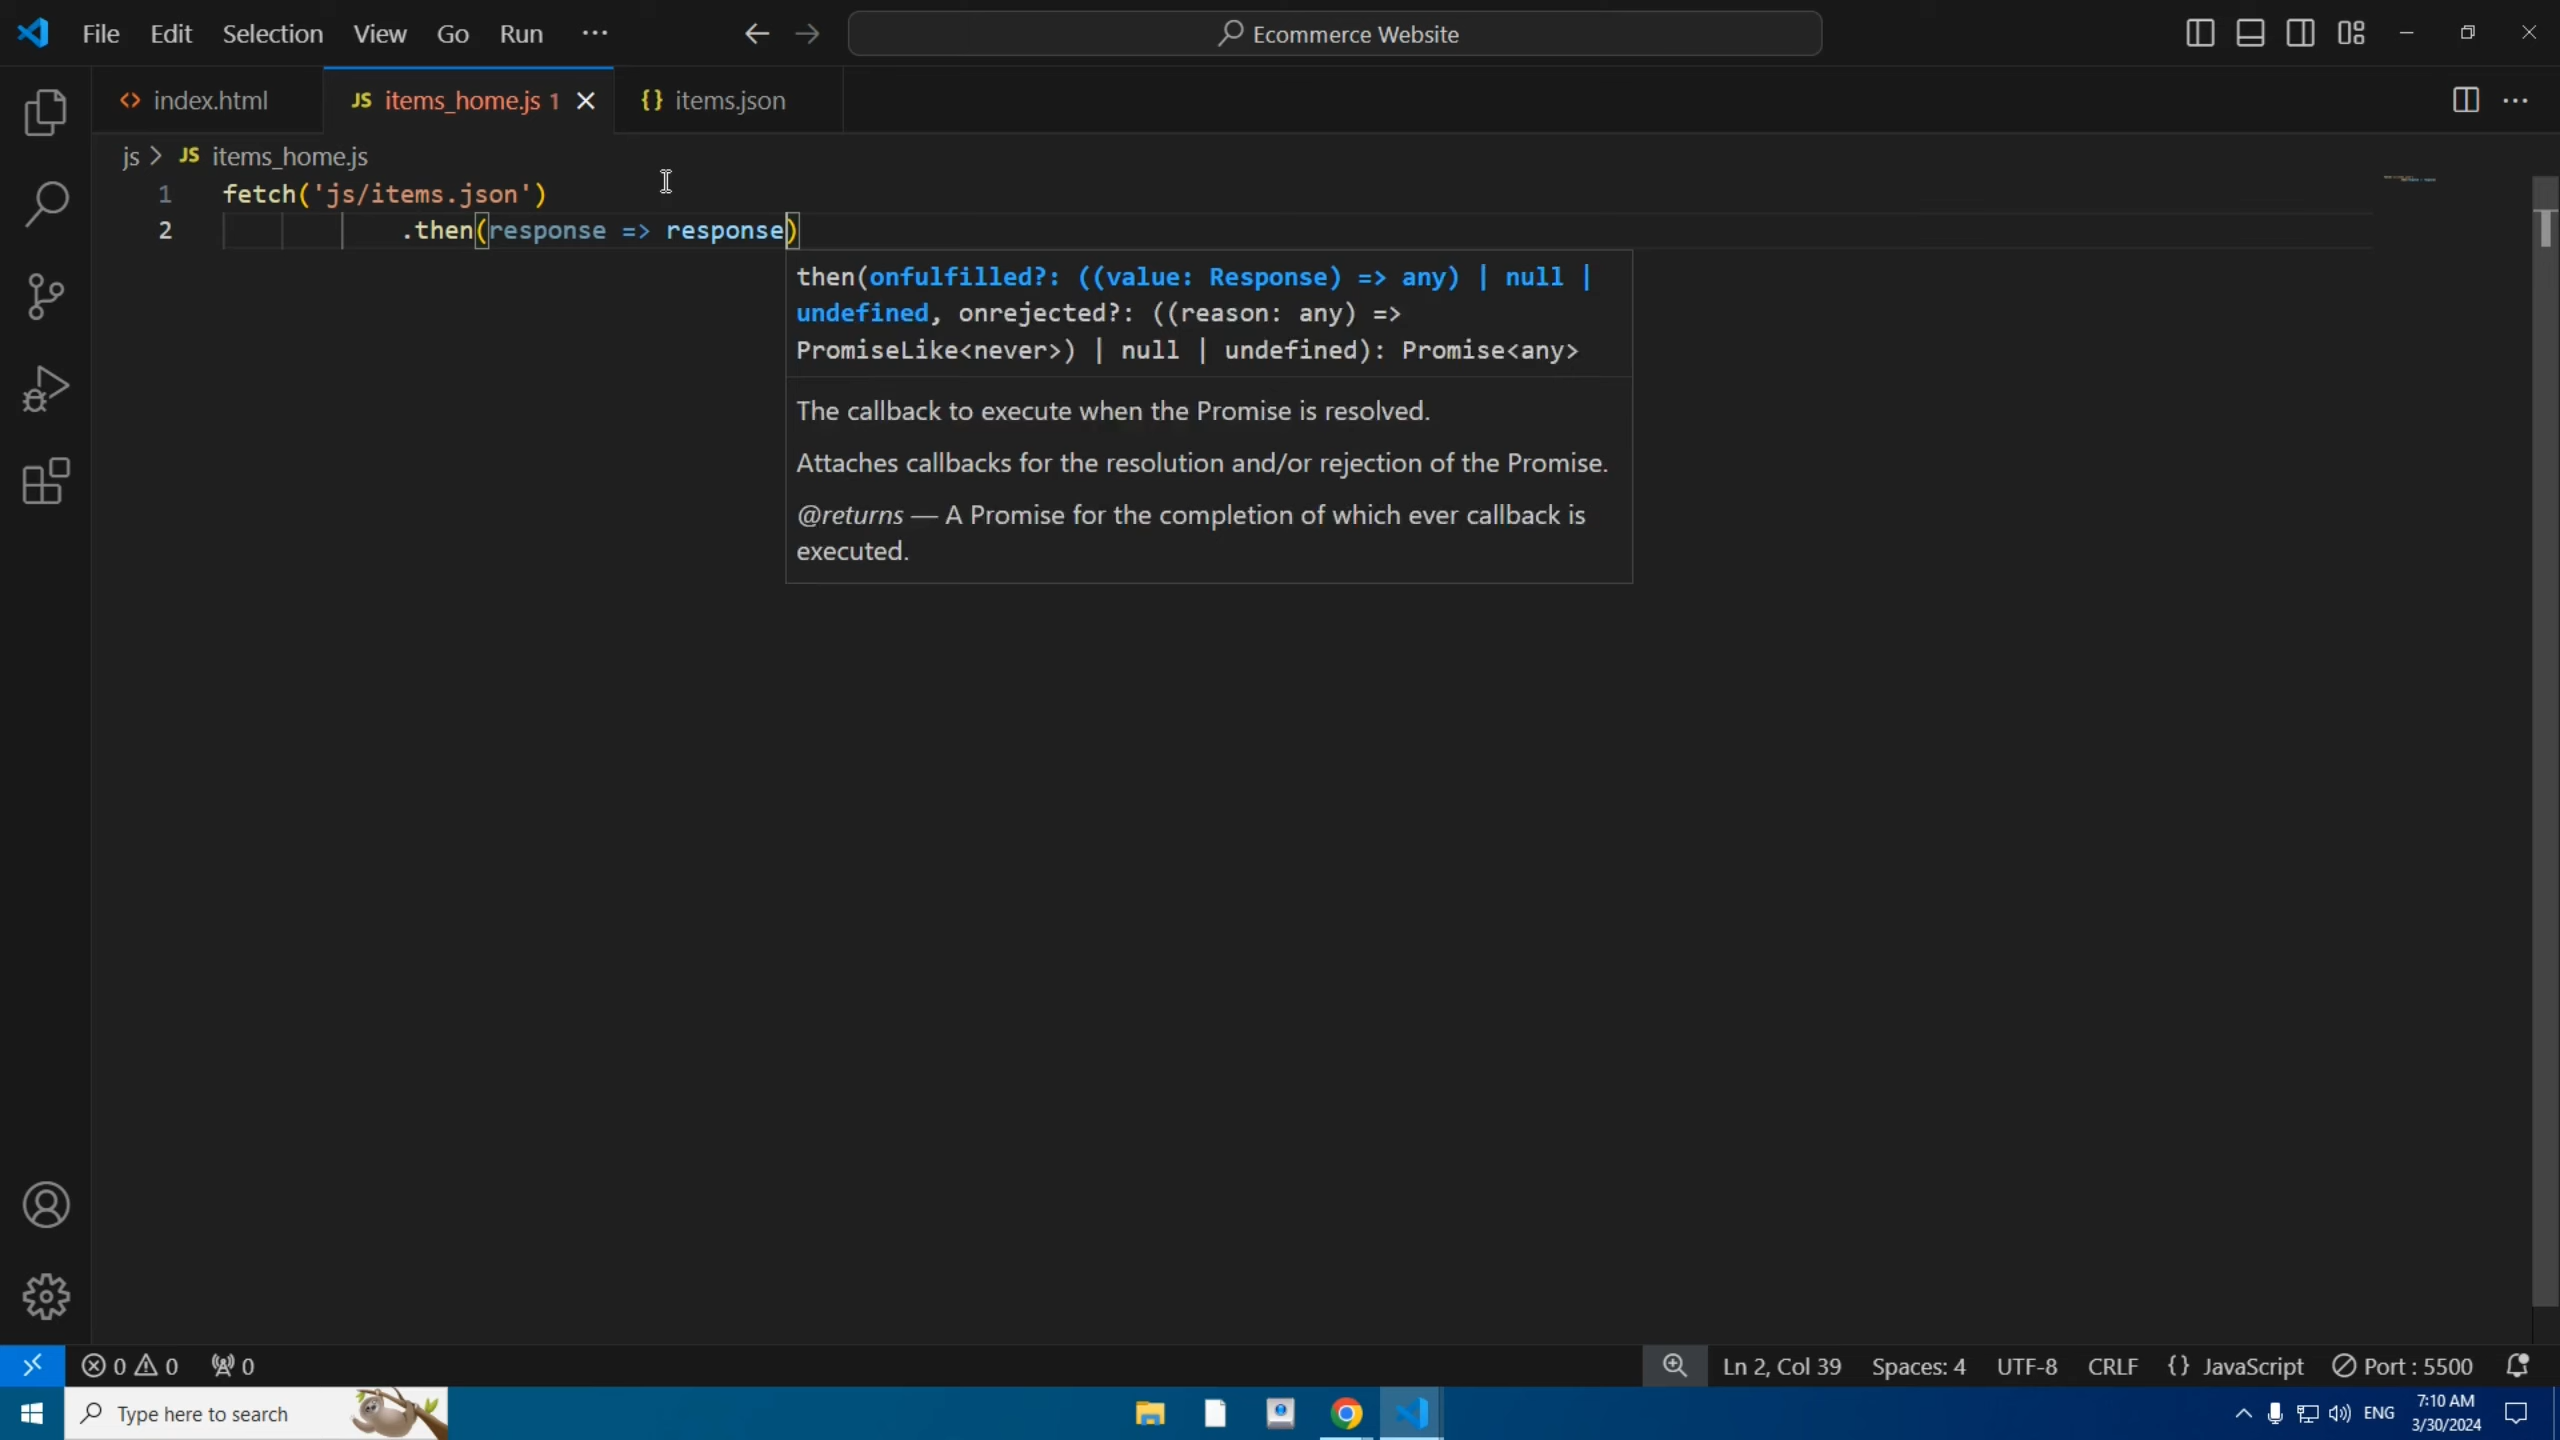 File Edit Selection View Go Run ··· Ecommerce Website
index.html JS items_home.js 1 {} items.json
js > JS items_home.js
1 fetch('js/items.json')
2 .then(response => response)
then(onfulfilled?: ((value: Response) => any) | null |
undefined, onrejected?: ((reason: any) =>
PromiseLike<never>) | null | undefined): Promise<any>
The callback to execute when the Promise is resolved.
Attaches callbacks for the resolution and/or rejection of the Promise.
@returns — A Promise for the completion of which ever callback is
executed.
0 0 0 Ln 2, Col 39 Spaces: 4 UTF-8 CRLF {} JavaScript Port : 5500
Type here to search ENG 7:10 AM
3/30/2024